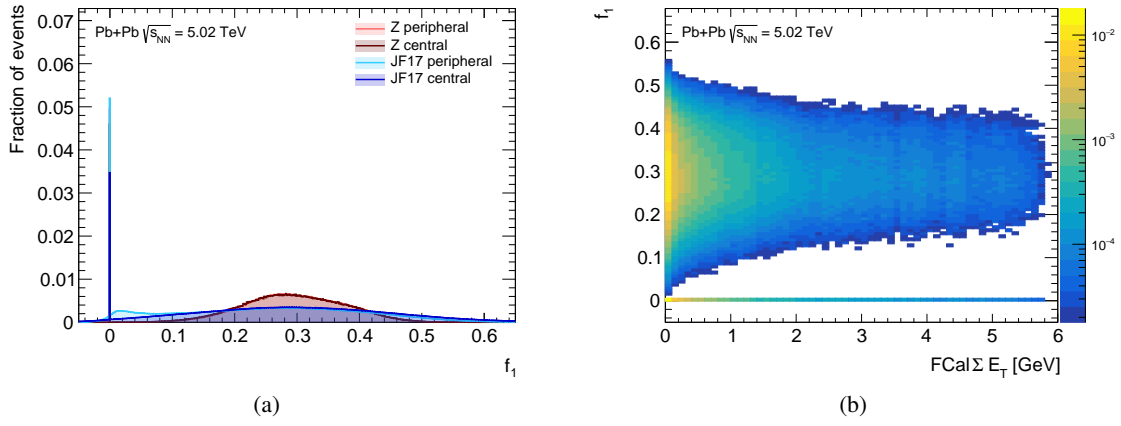 Fraction of events
0.08
0.07
0.06
0.05
0.04
0.03
0.02
0.01
0
Pb+Pb √s_NN = 5.02 TeV
Z peripheral
Z central
JF17 peripheral
JF17 central
0 0.1 0.2 0.3 0.4 0.5 0.6
f_1
(a)
f_1
0.6
0.5
0.4
0.3
0.2
0.1
0
Pb+Pb √s_NN = 5.02 TeV
10^−2
10^−3
10^−4
0 1 2 3 4 5 6
FCal Σ E_T [GeV]
(b)